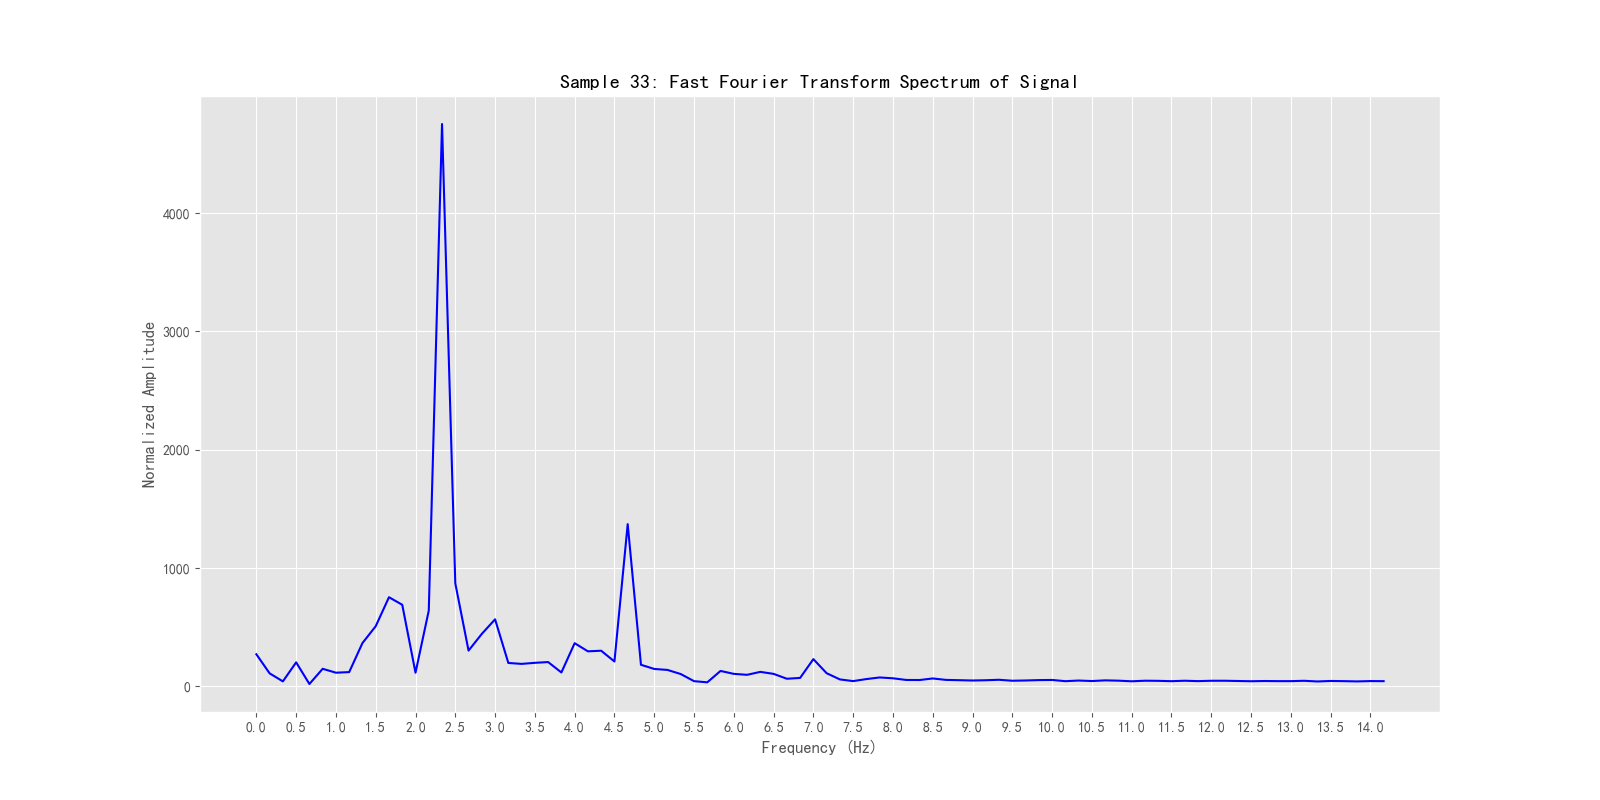 Sample 33: Fast Fourier Transform Spectrum of Signal
Normalized Amplitude
4000
3000
2000
1000
0
0.0 0.5 1.0 1.5 2.0 2.5 3.0 3.5 4.0 4.5 5.0 5.5 6.0 6.5 7.0 7.5 8.0 8.5 9.0 9.5 10.0 10.5 11.0 11.5 12.0 12.5 13.0 13.5 14.0
Frequency (Hz)